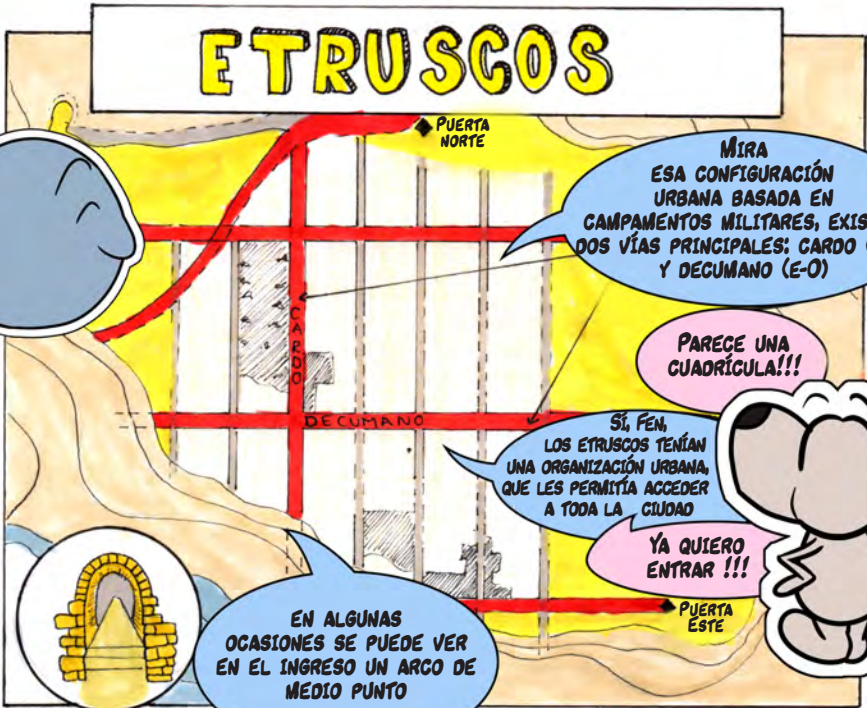 ETRUSCOS
PUERTA
NORTE
MIRA
ESA CONFIGURACIÓN
URBANA BASADA EN
CAMPAMENTOS MILITARES, EXIS
DOS VÍAS PRINCIPALES: CARDO
Y DECUMANO (E-O)
CARDO
PARECE UNA
CUADRÍCULA!!!
DECUMANO
SÍ, FEN,
LOS ETRUSCOS TENÍAN
UNA ORGANIZACIÓN URBANA,
QUE LES PERMITÍA ACCEDER
A TODA LA CIUDAD
YA QUIERO
ENTRAR !!!
PUERTA
ESTE
EN ALGUNAS
OCASIONES SE PUEDE VER
EN EL INGRESO UN ARCO DE
MEDIO PUNTO